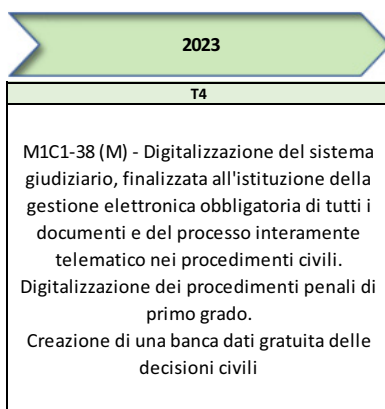 2023
T4
M1C1-38 (M) - Digitalizzazione del sistema
giudiziario, finalizzata all'istituzione della
gestione elettronica obbligatoria di tutti i
documenti e del processo interamente
telematico nei procedimenti civili.
Digitalizzazione dei procedimenti penali di
primo grado.
Creazione di una banca dati gratuita delle
decisioni civili